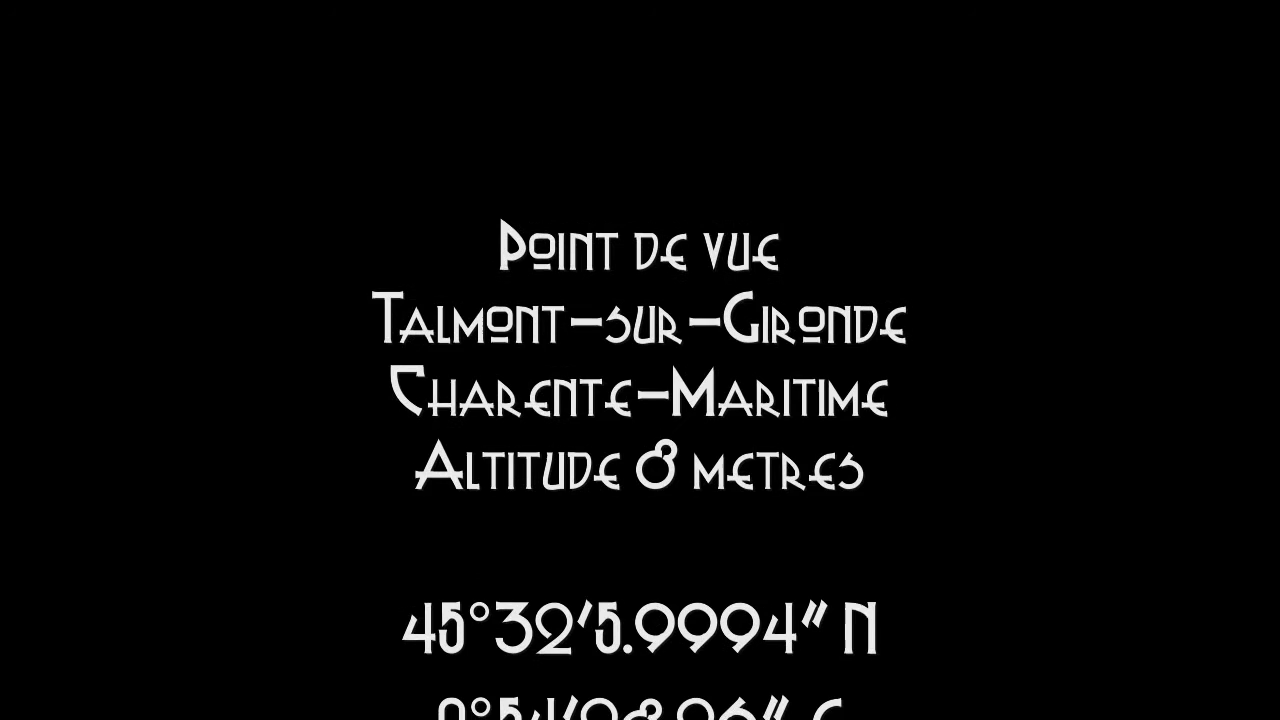 Point de vue
Talmont-sur-Gironde
Charente-Maritime
Altitude 8 metres
45°32'5.9994" N